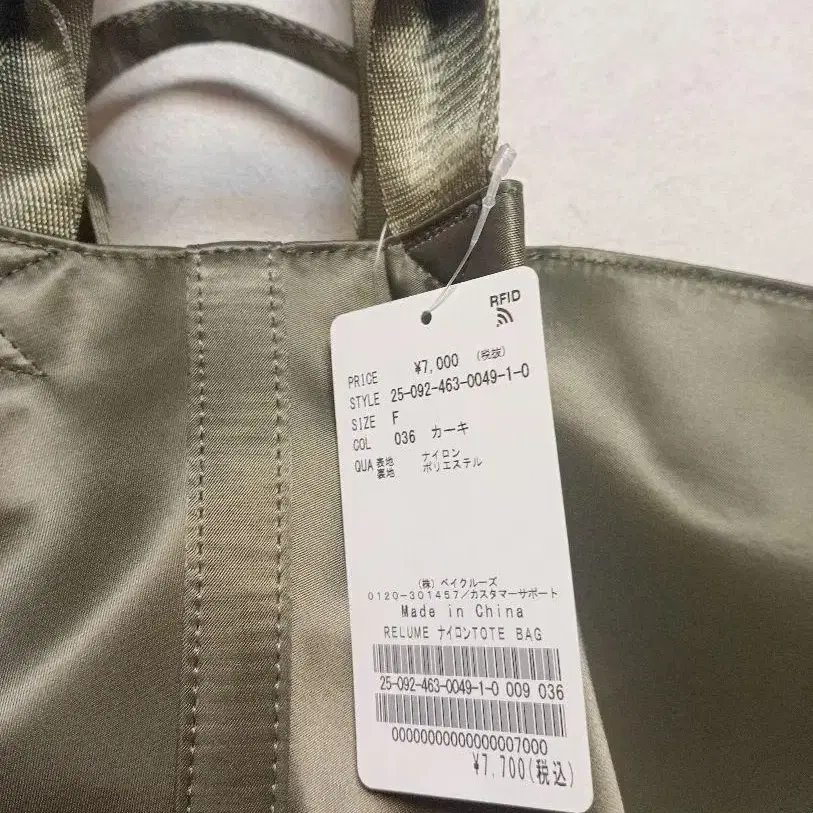 RFID
PRICE ¥7,000 (税抜)
STYLE 25-092-463-0049-1-0
SIZE F
COL 036 カーキ
QUA 表地 ナイロン
裏地 ポリエステル
(株) ベイクルーズ
0120-301457/カスタマーサポート
Made in China
RELUME ナイロンTOTE BAG
25-092-463-0049-1-0 009 036
00000000000000007000
¥7,700(税込)